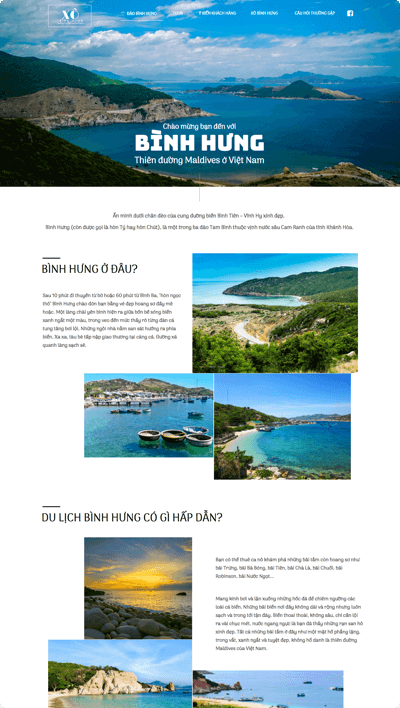 XÔ
ĐẢO BÌNH HƯNG
TOUR
Ý KIẾN KHÁCH HÀNG
XÔ BÌNH HƯNG
CÂU HỎI THƯỜNG GẶP
Chào mừng bạn đến với
BÌNH HƯNG
Thiên đường Maldives ở Việt Nam
Ẩn mình dưới chân đèo của cung đường biển Bình Tiên – Vĩnh Hy xinh đẹp.
Bình Hưng (còn được gọi là hòn Tý hay hòn Chút), là một trong ba đảo Tam Bình thuộc vịnh nước sâu Cam Ranh của tỉnh Khánh Hòa.
BÌNH HƯNG Ở ĐÂU?
Sau 10 phút đi thuyền từ bờ hoặc 60 phút từ Bình Ba, "hòn ngọc
thô" Bình Hưng chào đón bạn bằng vẻ đẹp hoang sơ đầy mê
hoặc. Một làng chài yên bình hiện ra giữa bốn bề sóng biển
xanh ngắt một màu, trong veo đến mức thấy rõ từng đàn cá
tung tăng bơi lội. Những ngôi nhà nằm san sát hướng ra phía
biển. Xa xa, tàu bè tấp nập giao thương tại cảng cá. Đường xá
quanh làng sạch sẽ.
DU LỊCH BÌNH HƯNG CÓ GÌ HẤP DẪN?
Bạn có thể thuê ca nô khám phá những bãi tắm còn hoang sơ như
bãi Trứng, bãi Bà Bóng, bãi Tiên, bãi Chà Là, bãi Chuối, bãi
Robinson, bãi Nước Ngọt...
Mang kính bơi và lặn xuống những hốc đá để chiêm ngưỡng các
loài cá biển. Những bãi biển nơi đây không dài và rộng nhưng luôn
sạch và trong tới tận đáy. Biển thoai thoải, không sâu, chỉ cần lội
ra vài chục mét, nước ngang ngực là bạn đã thấy những rạn san hô
xinh đẹp. Tất cả những bãi tắm ở đây như một mặt hồ phẳng lặng,
trong vắt, xanh ngắt và tuyệt đẹp, không hổ danh là thiên đường
Maldives của Việt Nam.